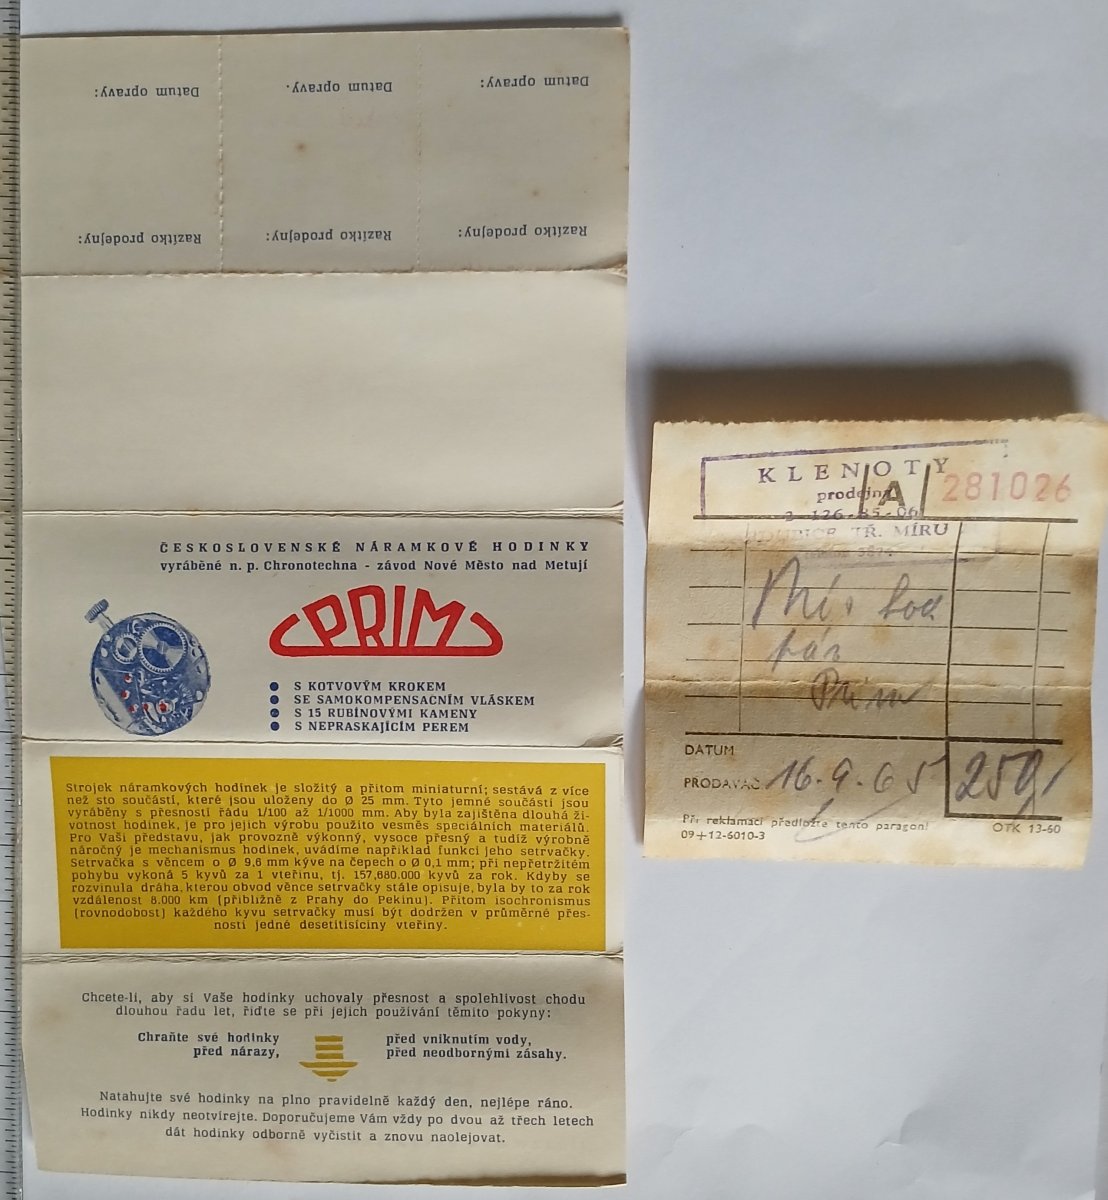 Datum opravy:
Datum opravy.
Datum opravy:
Razítko prodejny:
Razítko prodejny:
Razítko prodejny:
ČESKOSLOVENSKÉ NÁRAMKOVÉ HODINKY
vyráběné n. p. Chronotechna - závod Nové Město nad Metují
PRIM
● S KOTVOVÝM KROKEM
● SE SAMOKOMPENSAČNÍM VLÁSKEM
● S 15 RUBÍNOVÝMI KAMENY
● S NEPRASKAJÍCÍM PEREM
Strojek náramkových hodinek je složitý a přitom miniaturní; sestává z více
než sto součástí, které jsou uloženy do Ø 25 mm. Tyto jemné součásti jsou
vyráběny s přesností řádu 1/100 až 1/1000 mm. Aby byla zajištěna dlouhá ži-
votnost hodinek, je pro jejich výrobu použito vesměs speciálních materiálů.
Pro Vaši představu, jak provozně výkonný, vysoce přesný a tudíž výrobně
náročný je mechanismus hodinek, uvádíme například funkci jeho setrvačky.
Setrvačka s věncem o Ø 9,6 mm kýve na čepech o Ø 0,1 mm; při nepřetržitém
pohybu vykoná 5 kyvů za 1 vteřinu, tj. 157,680.000 kyvů za rok. Kdyby se
rozvinula dráha, kterou obvod věnce setrvačky stále opisuje, byla by to za rok
vzdálenost 8.000 km (přibližně z Prahy do Pekinu). Přitom isochronismus
(rovnodobost) každého kyvu setrvačky musí být dodržen v průměrné přes-
nosti jedné desetitisíciny vteřiny.
Chcete-li, aby si Vaše hodinky uchovaly přesnost a spolehlivost chodu
dlouhou řadu let, řiďte se při jejich používání těmito pokyny:
Chraňte své hodinky
před nárazy,
před vniknutím vody,
před neodbornými zásahy.
Natahujte své hodinky na plno pravidelně každý den, nejlépe ráno.
Hodinky nikdy neotvírejte. Doporučujeme Vám vždy po dvou až třech letech
dát hodinky odborně vyčistit a znovu naolejovat.
KLENOTY
prodejna
A 281026
2-126-85-06
TŘ. MÍRU
Prim
DATUM
PRODAVAČ 16.9.65
259,
Při reklamaci předložte tento paragon!
09+12-6010-3
OTK 13-60